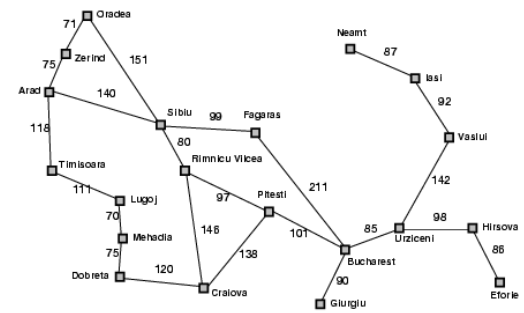 Oradea
71
Neamt
Zerind
87
151
75
Iasi
Arad
140
92
Sibiu
99
Fagaras
118
Vaslui
80
Timisoara
Rimnicu Vilcea
111
142
211
Lugoj
97
Pitesti
70
98
Hirsova
146
85
Mehadia
101
Urziceni
138
86
75
Bucharest
120
90
Dobreta
Eforie
Craiova
Giurgiu